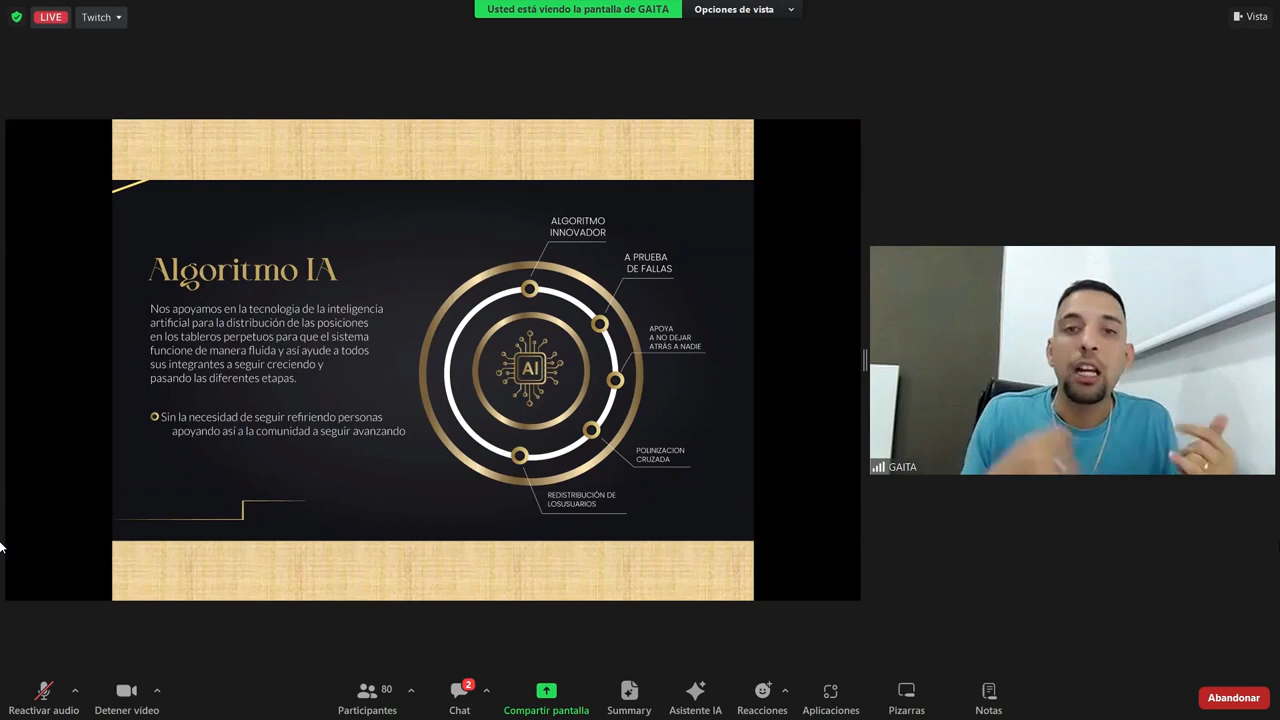 LIVE
Twitch
Usted está viendo la pantalla de GAITA
Opciones de vista
Vista
Algoritmo IA
Nos apoyamos en la tecnologia de la inteligencia
artificial para la distribución de las posiciones
en los tableros perpetuos para que el sistema
funcione de manera fluida y así ayude a todos
sus integrantes a seguir creciendo y
pasando las diferentes etapas.
Sin la necesidad de seguir refiriendo personas
apoyando así a la comunidad a seguir avanzando
ALGORITMO
INNOVADOR
A PRUEBA
DE FALLAS
APOYA
A NO DEJAR
ATRÁS A NADIE
AI
POLINIZACION
CRUZADA
REDISTRIBUCIÓN DE
LOSUSUARIOS
GAITA
Reactivar audio
Detener vídeo
80
Participantes
2
Chat
Compartir pantalla
Summary
Asistente IA
Reacciones
Aplicaciones
Pizarras
Notas
Abandonar